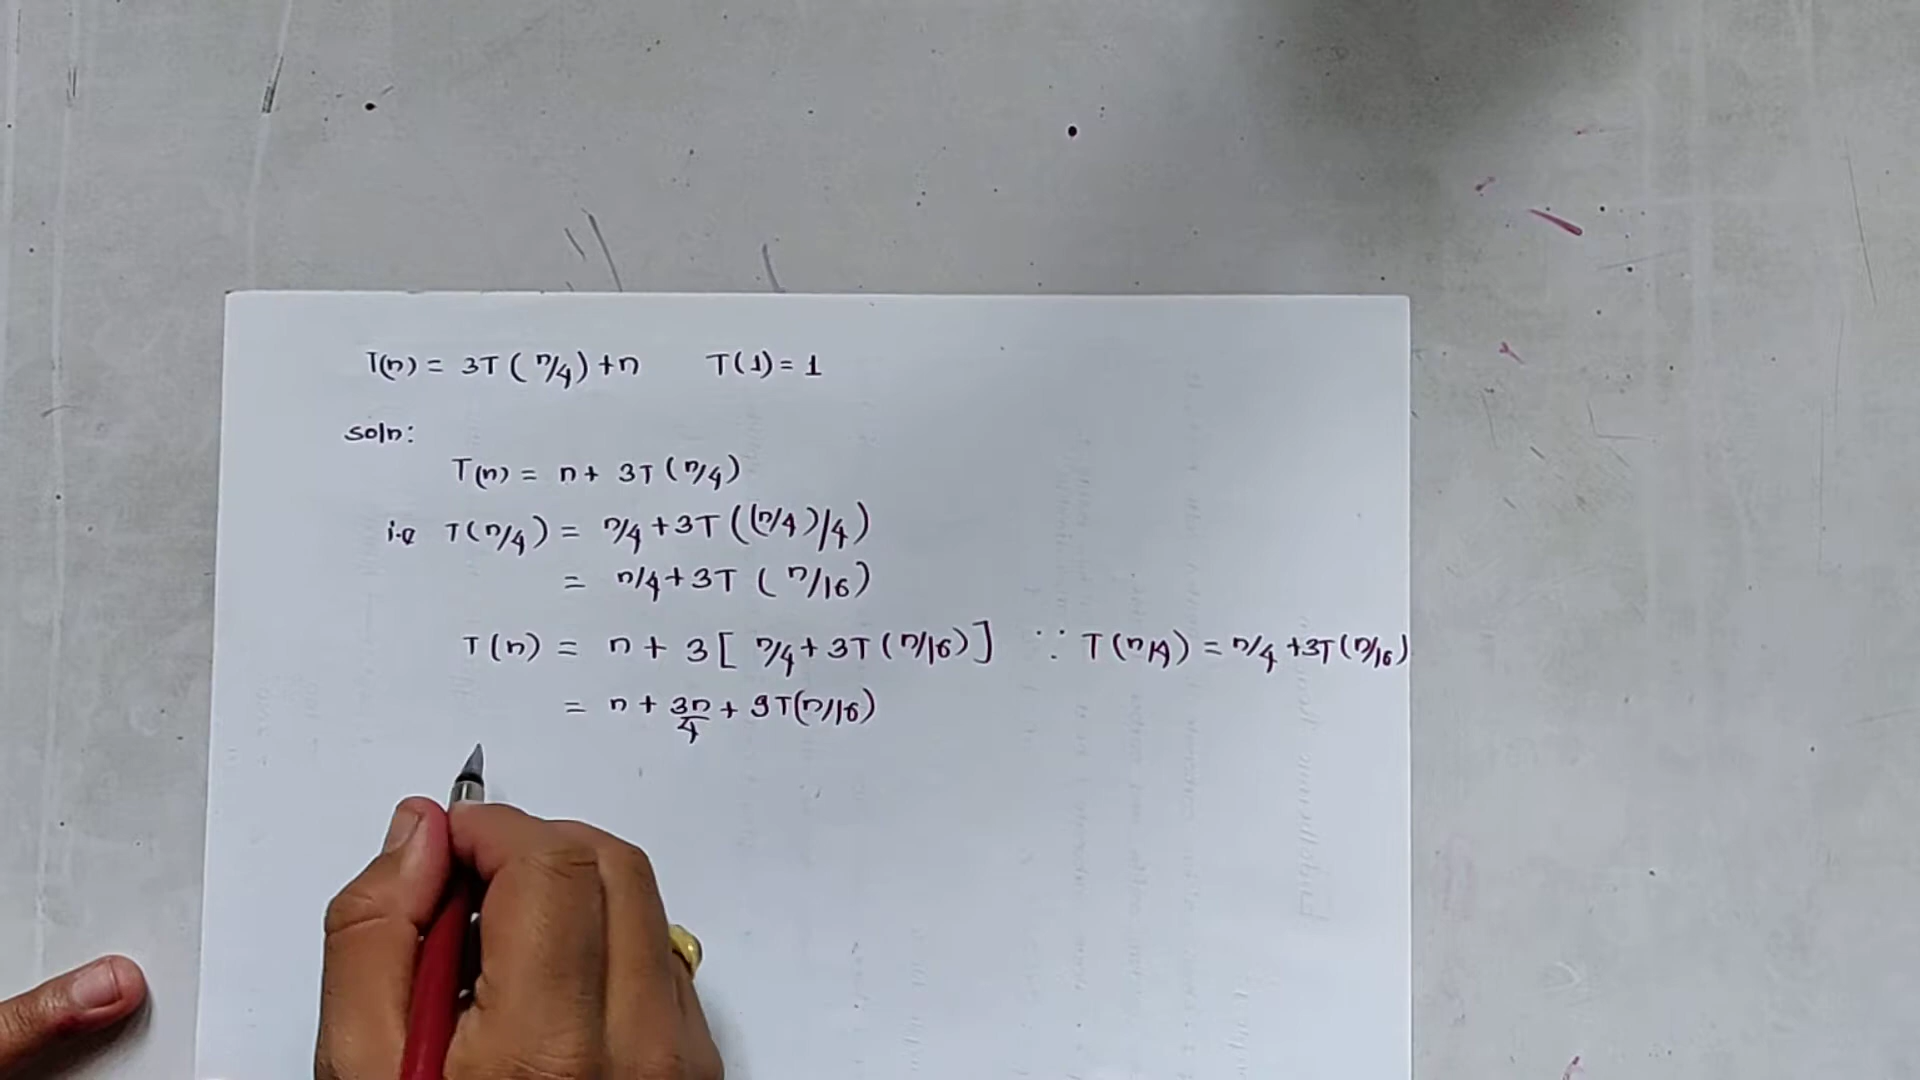 T(n) = 3T(n/4)+n T(1)=1
Soln:
T(n) = n + 3T(n/4)
i.e T(n/4) = n/4 + 3T((n/4)/4)
= n/4 + 3T (n/16)
T(n) = n + 3[ n/4 + 3T(n/16)] ∵ T(n/4) = n/4 + 3T(n/16)
= n + 3n/4 + 9T(n/16)